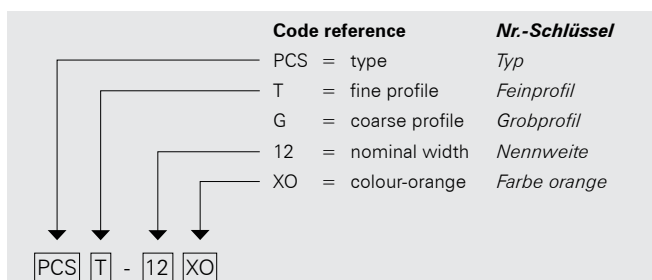 Code reference Nr.-Schlüssel
PCS = type Typ
T = fine profile Feinprofil
G = coarse profile Grobprofil
12 = nominal width Nennweite
XO = colour-orange Farbe orange
PCS T - 12 XO